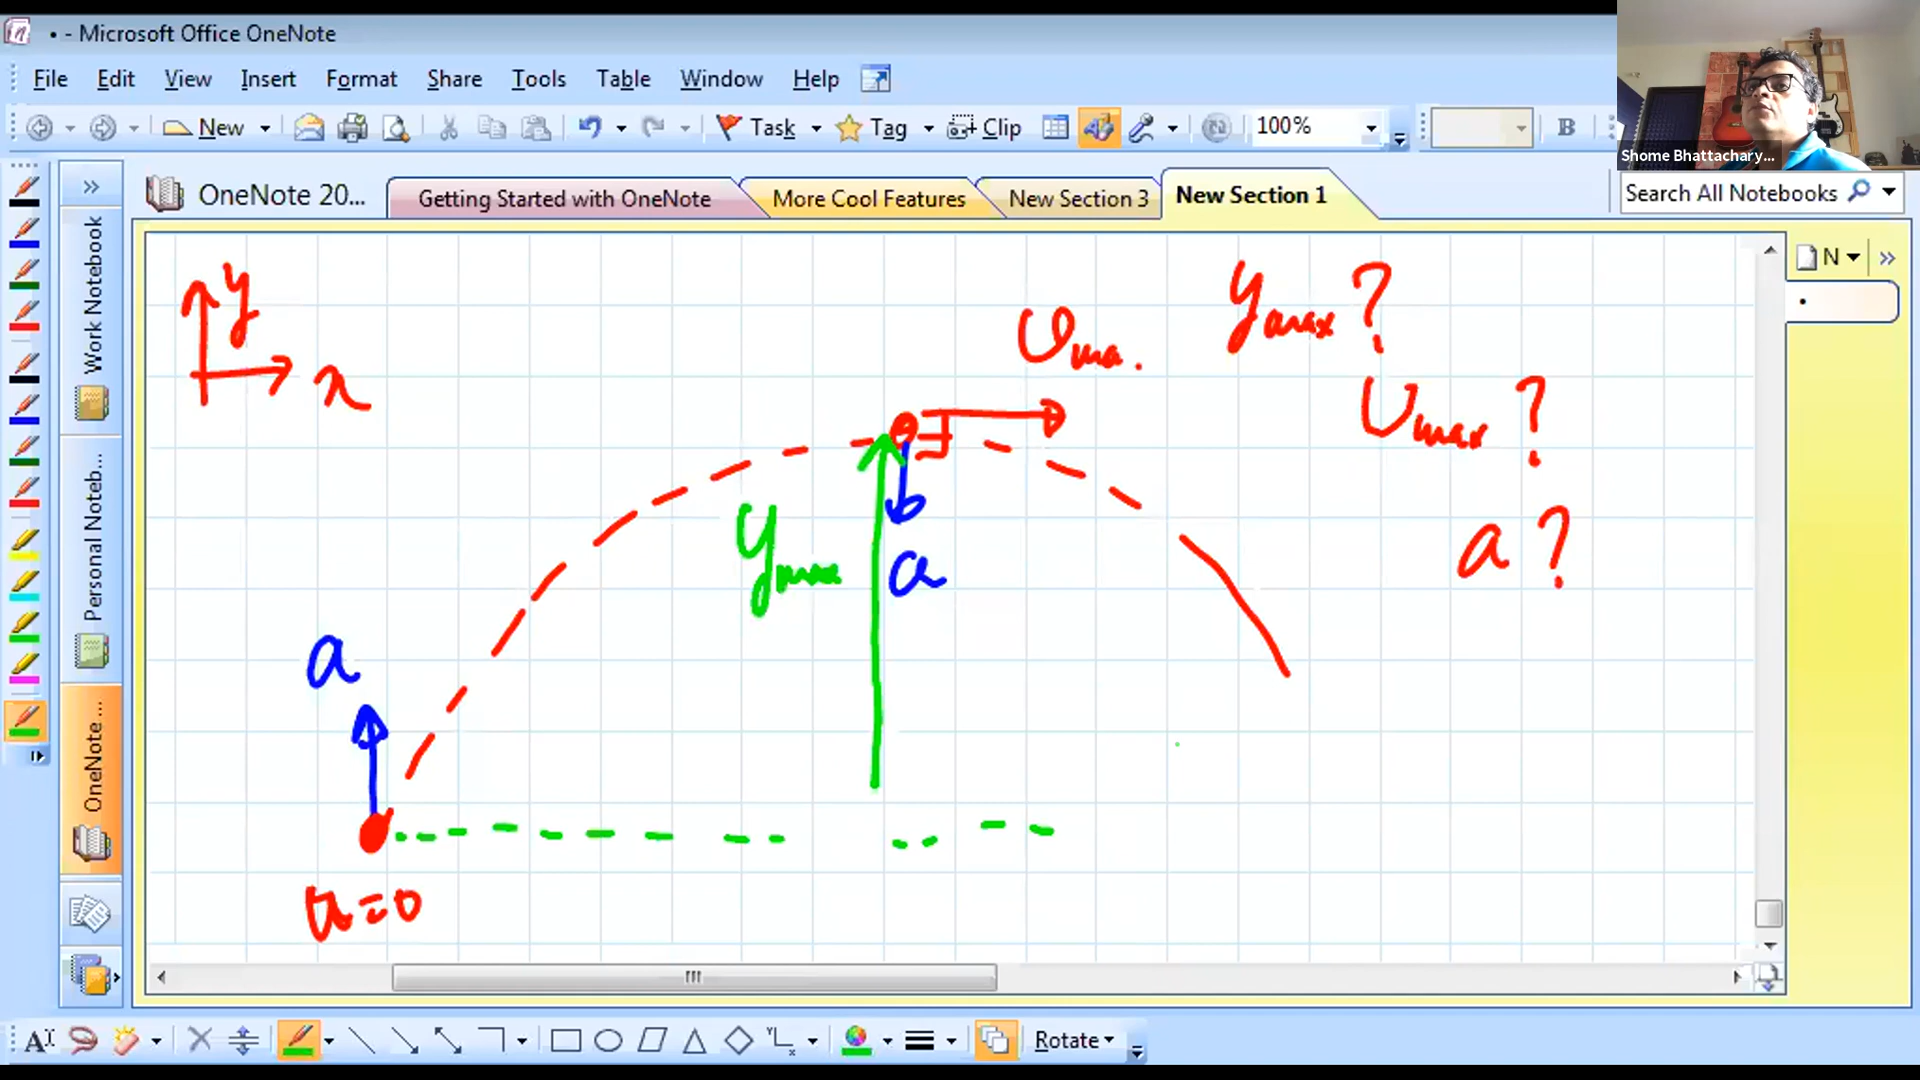 • - Microsoft Office OneNote
File Edit View Insert Format Share Tools Table Window Help
New Task Tag Clip 100% B
Shome Bhattachary...
OneNote 20... Getting Started with OneNote More Cool Features New Section 3 New Section 1
Search All Notebooks
Work Notebook
Personal Noteb...
OneNote ...
N
•
y
x
υma.
ymax ?
υmax ?
a ?
ymax
a
a
u=0
A Rotate